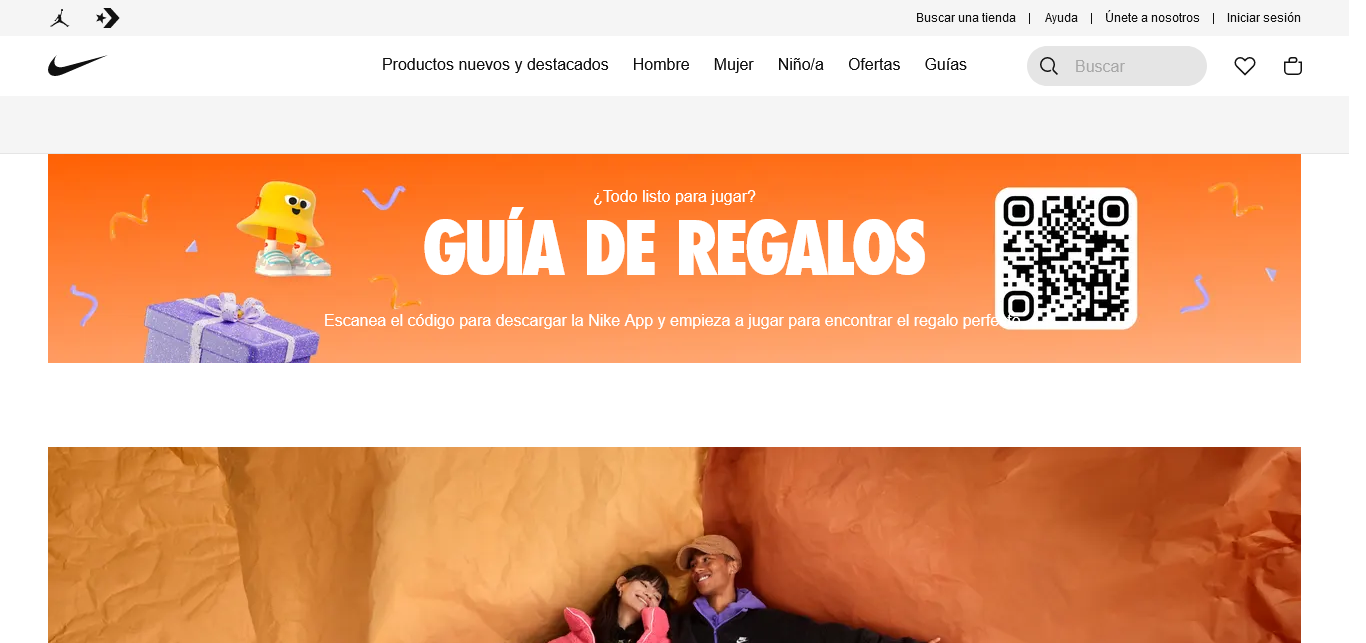 Buscar una tienda | Ayuda | Únete a nosotros | Iniciar sesión
Productos nuevos y destacados Hombre Mujer Niño/a Ofertas Guías Buscar
¿Todo listo para jugar?
GUÍA DE REGALOS
Escanea el código para descargar la Nike App y empieza a jugar para encontrar el regalo perfecto